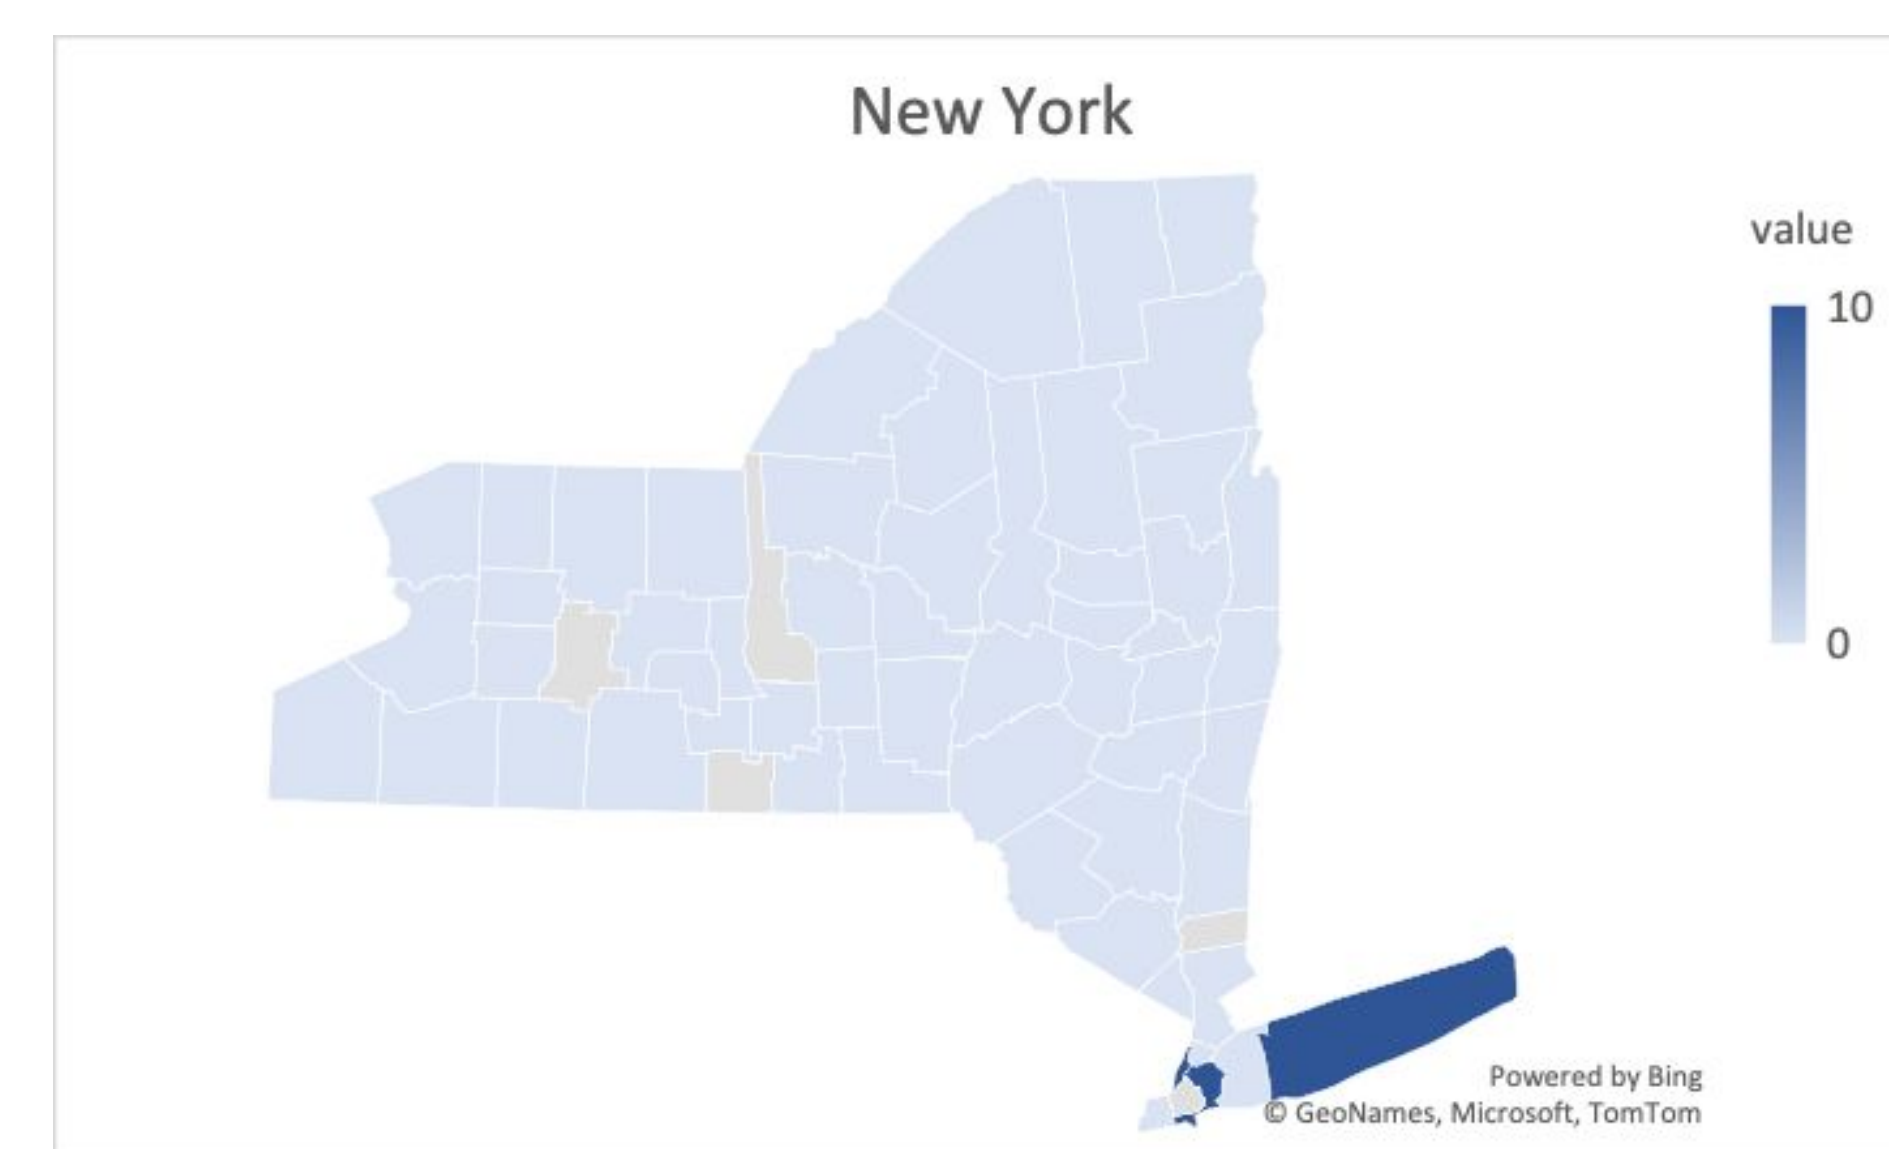 New York
value
10
0
Powered by Bing
© GeoNames, Microsoft, TomTom